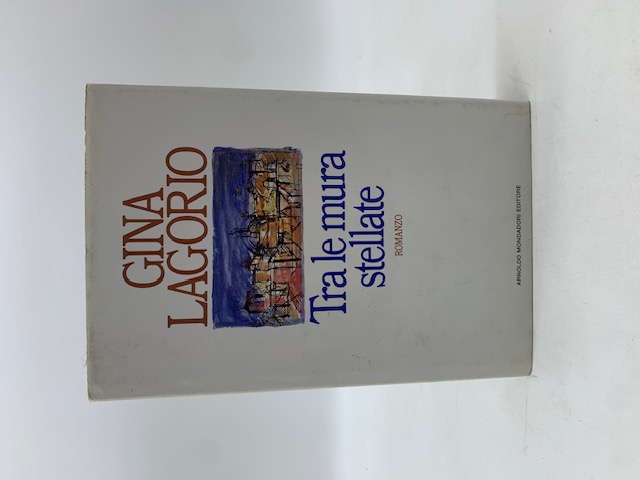 GINA
LAGORIO
Tra le mura
stellate
ROMANZO
ARNOLDO MONDADORI EDITORE